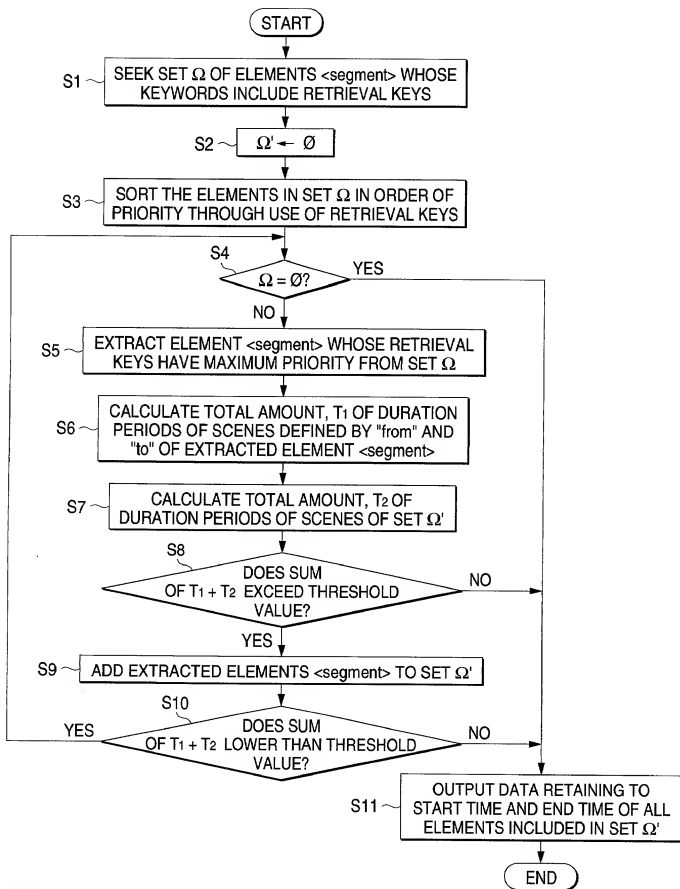 START
S1
SEEK SET Ω OF ELEMENTS <segment> WHOSE
KEYWORDS INCLUDE RETRIEVAL KEYS
S2
Ω' ← Ø
S3
SORT THE ELEMENTS IN SET Ω IN ORDER OF
PRIORITY THROUGH USE OF RETRIEVAL KEYS
S4
Ω = Ø?
YES
NO
S5
EXTRACT ELEMENT <segment> WHOSE RETRIEVAL
KEYS HAVE MAXIMUM PRIORITY FROM SET Ω
S6
CALCULATE TOTAL AMOUNT, T1 OF DURATION
PERIODS OF SCENES DEFINED BY "from" AND
"to" OF EXTRACTED ELEMENT <segment>
S7
CALCULATE TOTAL AMOUNT, T2 OF
DURATION PERIODS OF SCENES OF SET Ω'
S8
DOES SUM
OF T1 + T2 EXCEED THRESHOLD
VALUE?
NO
YES
S9
ADD EXTRACTED ELEMENTS <segment> TO SET Ω'
S10
YES
DOES SUM
OF T1 + T2 LOWER THAN THRESHOLD
VALUE?
NO
S11
OUTPUT DATA RETAINING TO
START TIME AND END TIME OF ALL
ELEMENTS INCLUDED IN SET Ω'
END